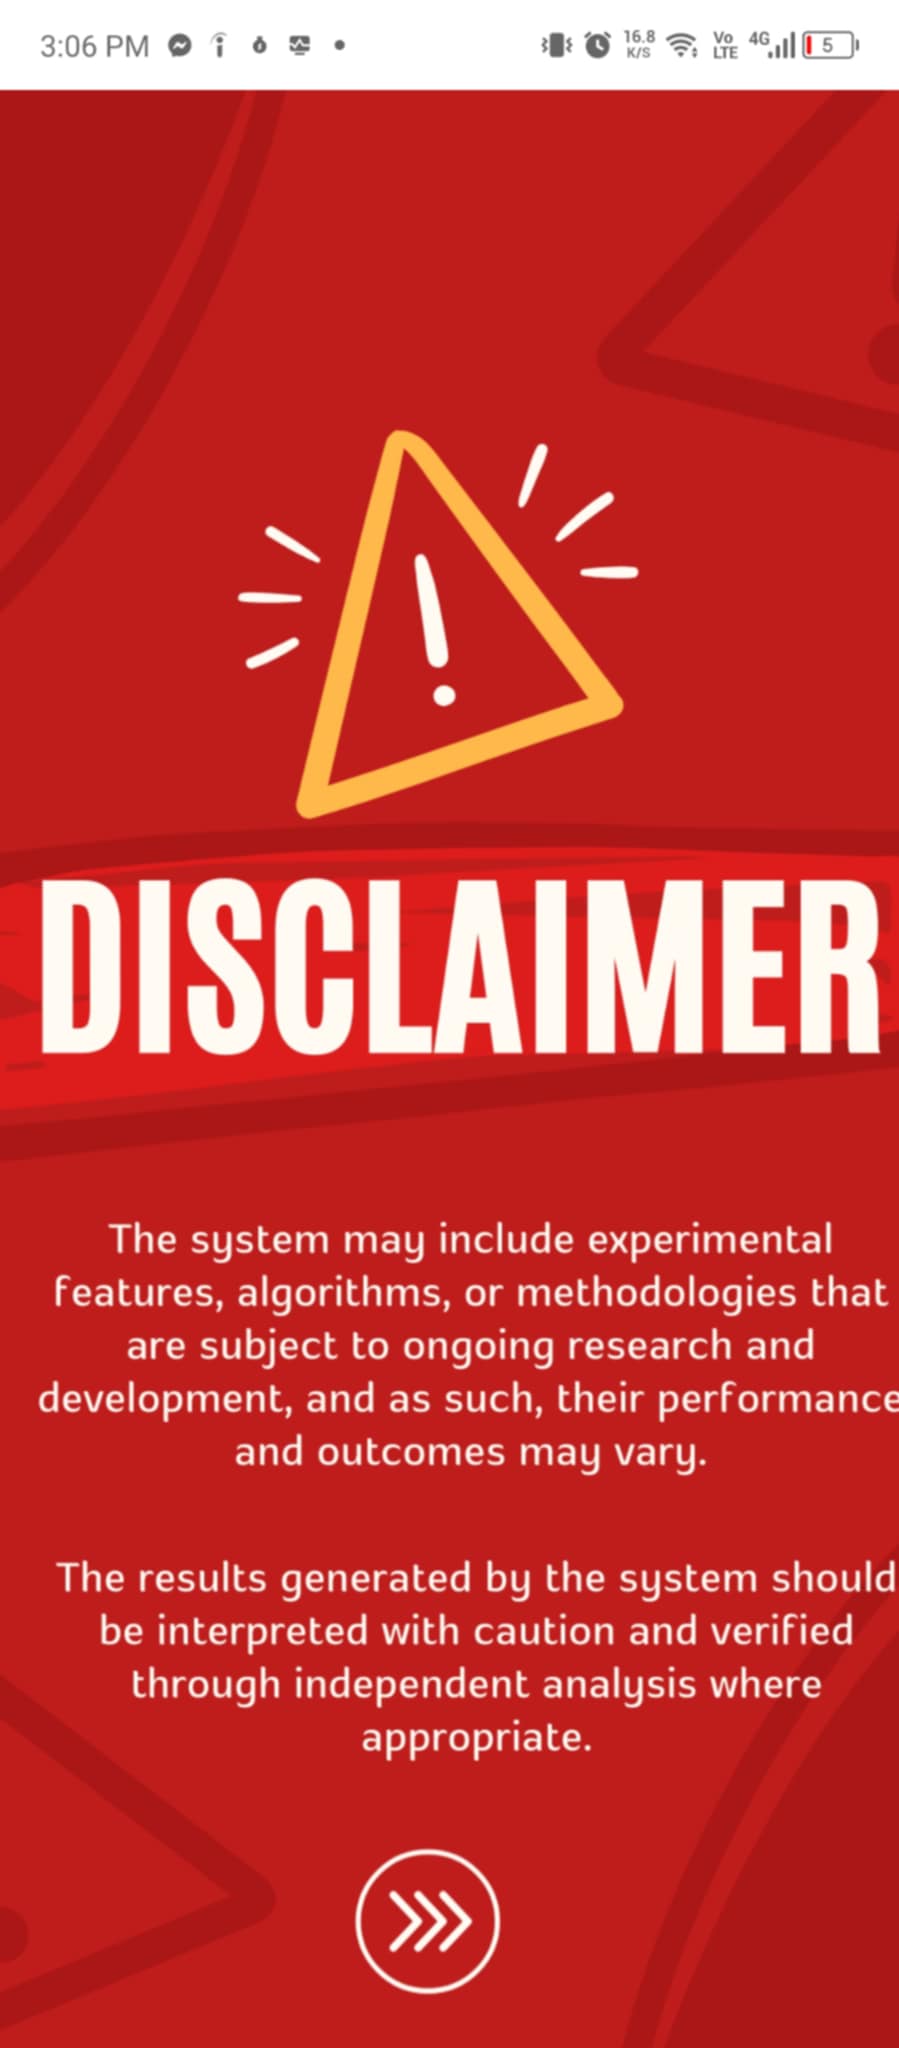 3:06 PM
16.8
K/S
Vo
LTE
4G
5
DISCLAIMER
The system may include experimental
features, algorithms, or methodologies that
are subject to ongoing research and
development, and as such, their performance
and outcomes may vary.
The results generated by the system should
be interpreted with caution and verified
through independent analysis where
appropriate.